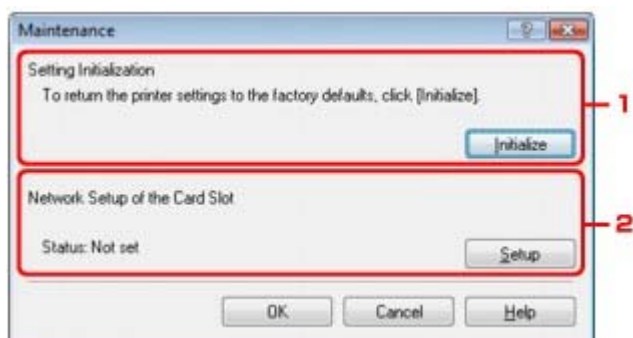 Maintenance
Setting Initialization
To return the printer settings to the factory defaults, click [Initialize].
Initialize
1
Network Setup of the Card Slot
2
Status: Not set
Setup
OK Cancel Help